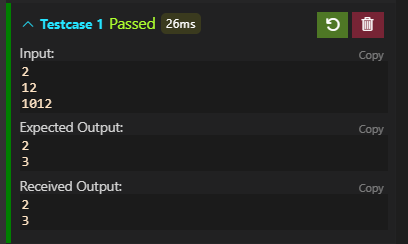 Testcase 1 Passed 26ms
Input:
Copy
2
12
1012
Expected Output:
Copy
2
3
Received Output:
Copy
2
3